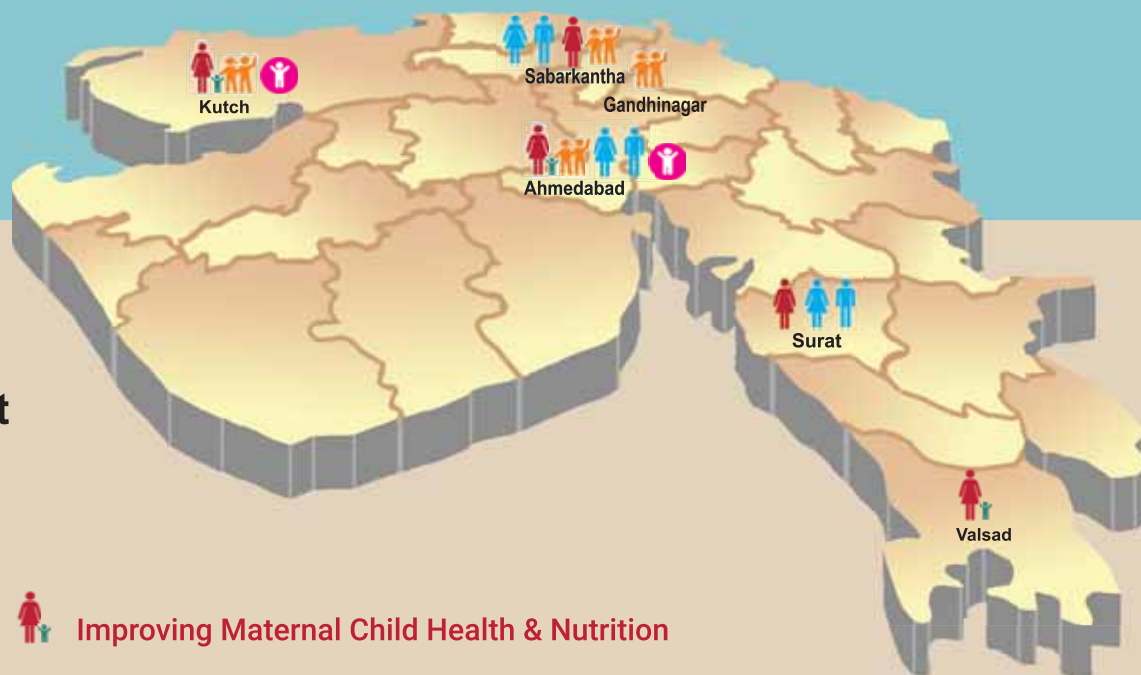 Sabarkantha
Kutch
Gandhinagar
Ahmedabad
Surat
t
Valsad
Improving Maternal Child Health & Nutrition